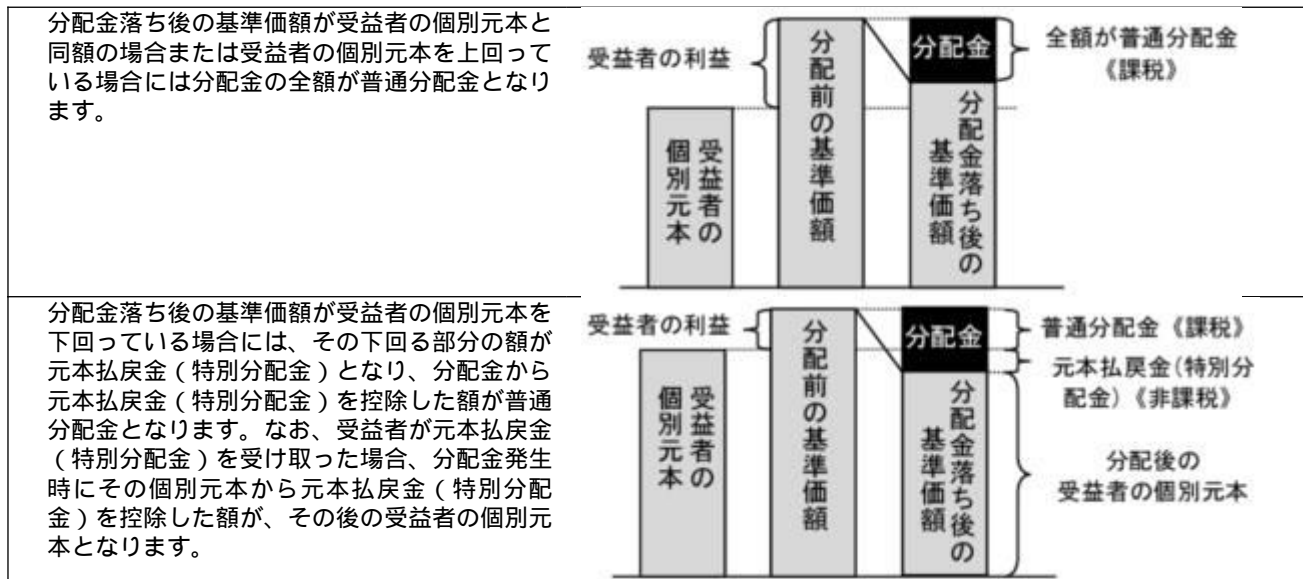 分配金落ち後の基準価額が受益者の個別元本と
同額の場合または受益者の個別元本を上回って
いる場合には分配金の全額が普通分配金となり
ます。
受益者の利益
受益者の
個別元本
分配前の基準価額
分配金
分配金落ち後の
基準価額
全額が普通分配金
《課税》
分配金落ち後の基準価額が受益者の個別元本を
下回っている場合には、その下回る部分の額が
元本払戻金（特別分配金）となり、分配金から
元本払戻金（特別分配金）を控除した額が普通
分配金となります。なお、受益者が元本払戻金
（特別分配金）を受け取った場合、分配金発生
時にその個別元本から元本払戻金（特別分配
金）を控除した額が、その後の受益者の個別元
本となります。
受益者の利益
受益者の
個別元本
分配前の基準価額
分配金
分配金落ち後の
基準価額
普通分配金《課税》
元本払戻金(特別分
配金)《非課税》
分配後の
受益者の個別元本